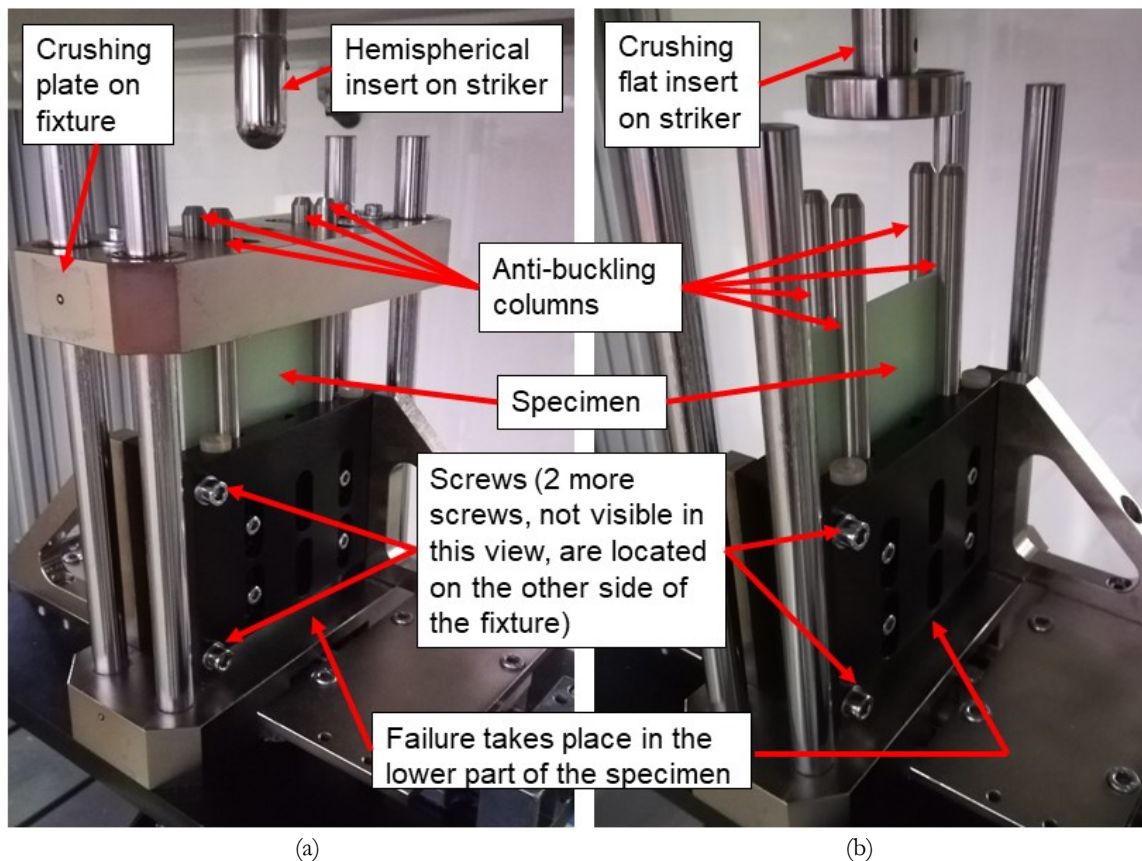 Crushing
plate on
fixture
Hemispherical
insert on striker
Crushing
flat insert
on striker
Anti-buckling
columns
Specimen
Screws (2 more
screws, not visible in
this view, are located
on the other side of
the fixture)
Failure takes place in the
lower part of the specimen
(a)
(b)